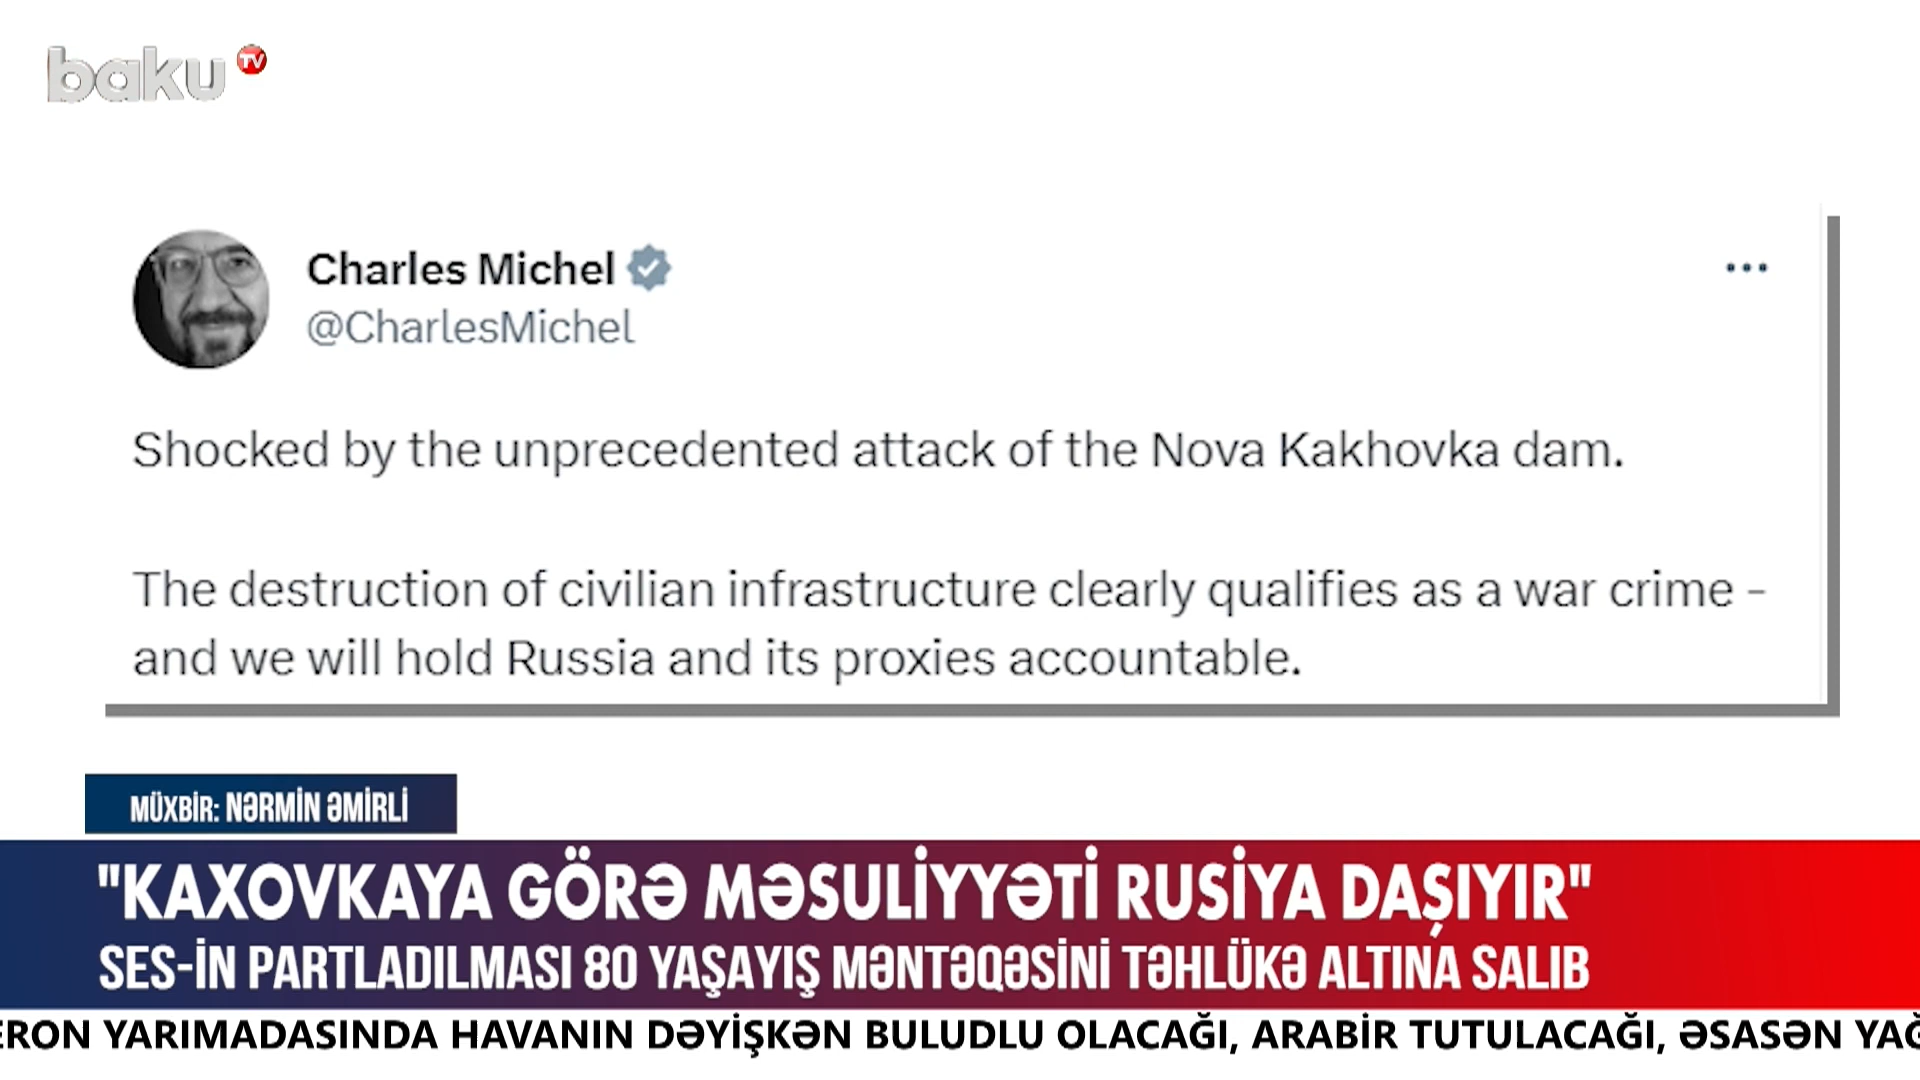 baku TV
Charles Michel
@CharlesMichel
Shocked by the unprecedented attack of the Nova Kakhovka dam.
The destruction of civilian infrastructure clearly qualifies as a war crime –
and we will hold Russia and its proxies accountable.
MÜXBİR: NƏRMİN ƏMİRLİ
"KAXOVKAYA GÖRƏ MƏSULİYYƏTİ RUSİYA DAŞIYIR"
SES-İN PARTLADILMASI 80 YAŞAYIŞ MƏNTƏQƏSİNİ TƏHLÜKƏ ALTINA SALIB
ERON YARIMADASINDA HAVANIN DƏYİŞKƏN BULUDLU OLACAĞI, ARABİR TUTULACAĞI, ƏSASƏN YAĞ